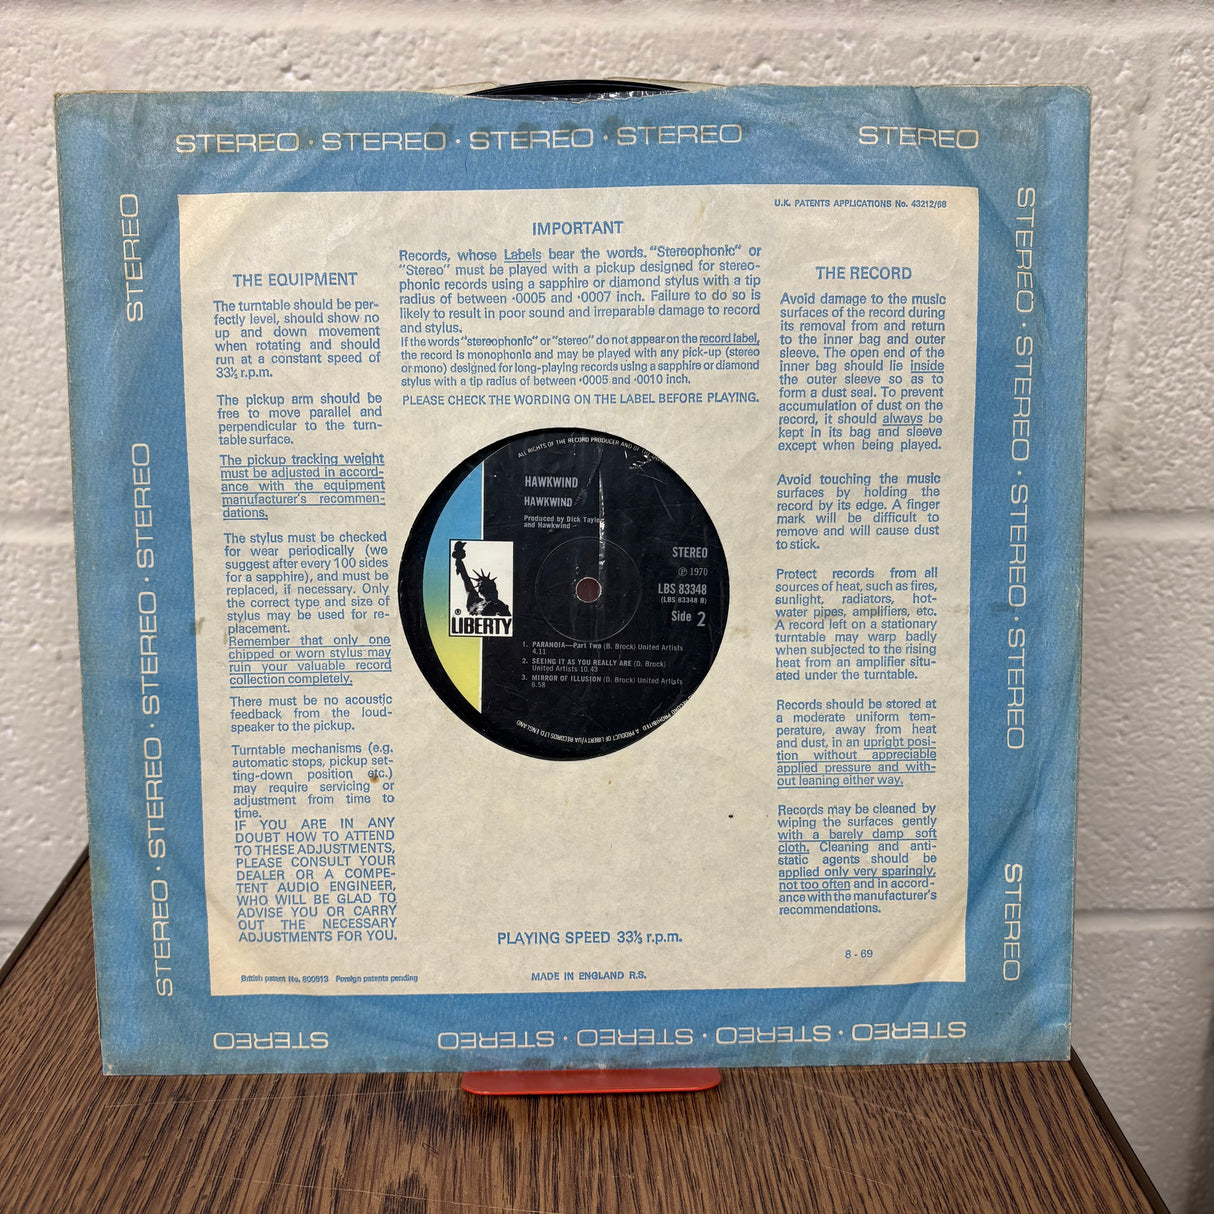 STEREO · STEREO · STEREO · STEREO STEREO
STEREO
STEREO · STEREO · STEREO · STEREO
U.K. PATENTS APPLICATIONS No. 43212/68
IMPORTANT
Records, whose Labels bear the words. "Stereophonic" or
"Stereo" must be played with a pickup designed for stereo-
phonic records using a sapphire or diamond stylus with a tip
radius of between ·0005 and ·0007 inch. Failure to do so is
likely to result in poor sound and irreparable damage to record
and stylus.
If the words "stereophonic" or "stereo" do not appear on the record label,
the record is monophonic and may be played with any pick-up (stereo
or mono) designed for long-playing records using a sapphire or diamond
stylus with a tip radius of between ·0005 and ·0010 inch.
PLEASE CHECK THE WORDING ON THE LABEL BEFORE PLAYING.
THE EQUIPMENT
The turntable should be per-
fectly level, should show no
up and down movement
when rotating and should
run at a constant speed of
33⅓ r.p.m.
The pickup arm should be
free to move parallel and
perpendicular to the turn-
table surface.
The pickup tracking weight
must be adjusted in accord-
ance with the equipment
manufacturer's recommen-
dations.
The stylus must be checked
for wear periodically (we
suggest after every 100 sides
for a sapphire), and must be
replaced, if necessary. Only
the correct type and size of
stylus may be used for re-
placement.
Remember that only one
chipped or worn stylus may
ruin your valuable record
collection completely.
There must be no acoustic
feedback from the loud-
speaker to the pickup.
Turntable mechanisms (e.g.
automatic stops, pickup set-
ting-down position etc.)
may require servicing or
adjustment from time to
time.
IF YOU ARE IN ANY
DOUBT HOW TO ATTEND
TO THESE ADJUSTMENTS,
PLEASE CONSULT YOUR
DEALER OR A COMPE-
TENT AUDIO ENGINEER,
WHO WILL BE GLAD TO
ADVISE YOU OR CARRY
OUT THE NECESSARY
ADJUSTMENTS FOR YOU.
British patent No. 800513 Foreign patents pending
ALL RIGHTS OF THE RECORD PRODUCER AND OF THE
HAWKWIND
HAWKWIND
Produced by Dick Taylor
and Hawkwind
STEREO
℗ 1970
LBS 83348
(LBS 83348 B)
Side 2
®
LIBERTY
1. PARANOIA—Part Two (B. Brock) United Artists
4.11
2. SEEING IT AS YOU REALLY ARE (D. Brock)
United Artists 10.43
3. MIRROR OF ILLUSION (D. Brock) United Artists
6.58
RECORD PROHIBITED. A PRODUCT OF LIBERTY/UA RECORDS LTD ENGLAND
THE RECORD
Avoid damage to the music
surfaces of the record during
its removal from and return
to the inner bag and outer
sleeve. The open end of the
inner bag should lie inside
the outer sleeve so as to
form a dust seal. To prevent
accumulation of dust on the
record, it should always be
kept in its bag and sleeve
except when being played.
Avoid touching the music
surfaces by holding the
record by its edge. A finger
mark will be difficult to
remove and will cause dust
to stick.
Protect records from all
sources of heat, such as fires,
sunlight, radiators, hot-
water pipes, amplifiers, etc.
A record left on a stationary
turntable may warp badly
when subjected to the rising
heat from an amplifier situ-
ated under the turntable.
Records should be stored at
a moderate uniform tem-
perature, away from heat
and dust, in an upright posi-
tion without appreciable
applied pressure and with-
out leaning either way.
Records may be cleaned by
wiping the surfaces gently
with a barely damp soft
cloth. Cleaning and anti-
static agents should be
applied only very sparingly,
not too often and in accord-
ance with the manufacturer's
recommendations.
8 - 69
PLAYING SPEED 33⅓ r.p.m.
MADE IN ENGLAND R.S.
STEREO · STEREO · STEREO · STEREO
STEREO
STEREO · STEREO · STEREO · STEREO STEREO